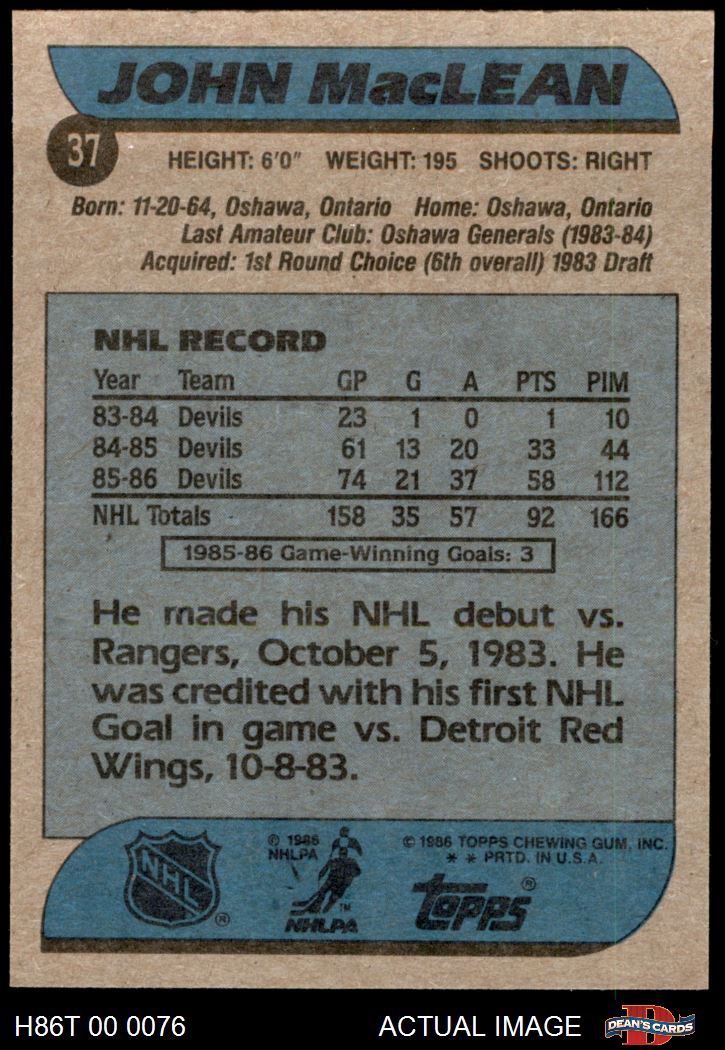 JOHN MacLEAN
37
HEIGHT: 6'0" WEIGHT: 195 SHOOTS: RIGHT
Born: 11-20-64, Oshawa, Ontario Home: Oshawa, Ontario
Last Amateur Club: Oshawa Generals (1983-84)
Acquired: 1st Round Choice (6th overall) 1983 Draft
NHL RECORD
Year Team GP G A PTS PIM
83-84 Devils 23 1 0 1 10
84-85 Devils 61 13 20 33 44
85-86 Devils 74 21 37 58 112
NHL Totals 158 35 57 92 166
1985-86 Game-Winning Goals: 3
He made his NHL debut vs.
Rangers, October 5, 1983. He
was credited with his first NHL
Goal in game vs. Detroit Red
Wings, 10-8-83.
NHL ®
© 1986
NHLPA
TM
NHLPA
© 1986 TOPPS CHEWING GUM, INC.
* * PRTD. IN U.S.A.
topps ®
H86T 00 0076 ACTUAL IMAGE
D
DEAN'S CARDS